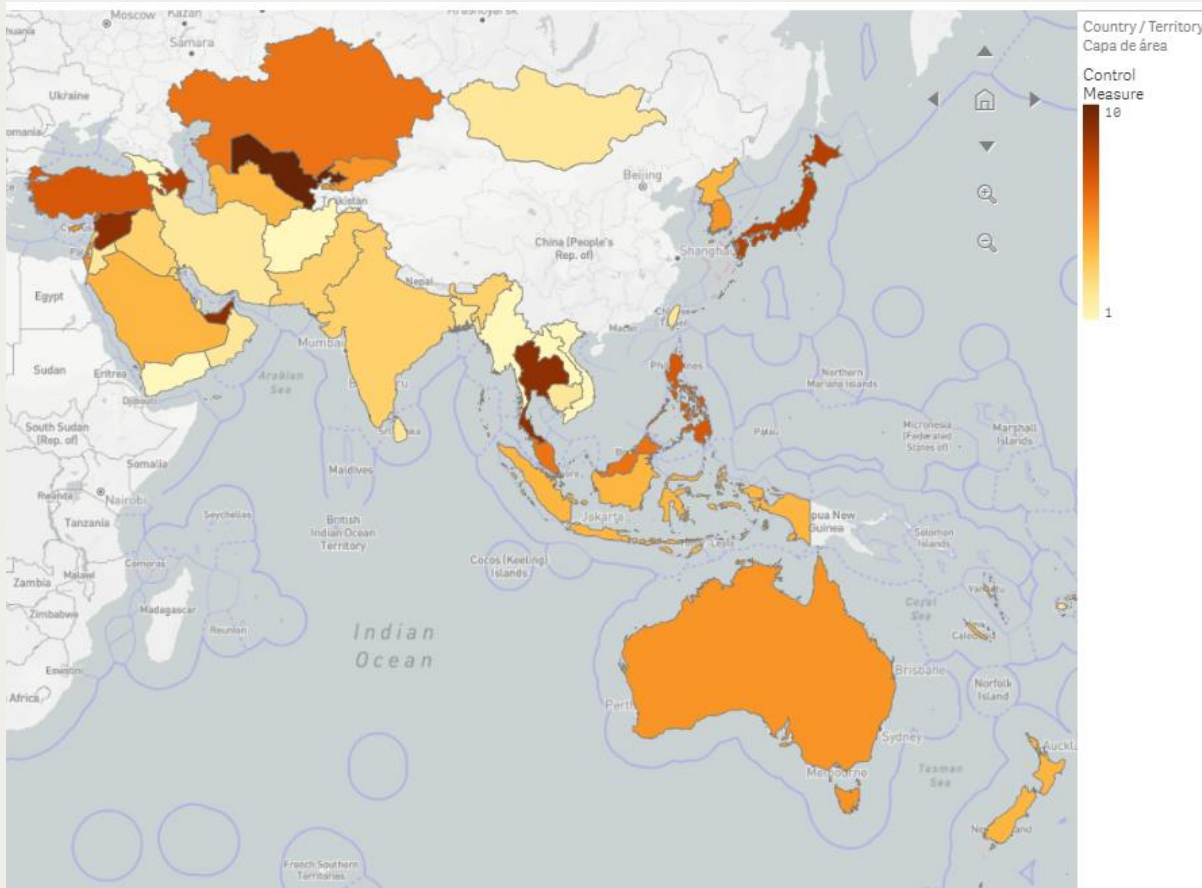 Moscow
Kazan
Krasnoyarsk
Samara
Ukraine
Beijing
China (People's
Rep. of)
Shanghai
Nepal
Egypt
Macao
Mumbai
Sudan
Eritrea
Arabian
Sea
Djibouti
Northern
Mariana Islands
South Sudan
(Rep. of)
Palau
Micronesia
(Federated
States of)
Marshall
Islands
Somalia
Maldives
Rwanda
Nairobi
Seychelles
Jakarta
Tanzania
British
Indian Ocean
Territory
Solomon
Islands
Comoros
Cocos (Keeling)
Islands
Zambia
Malawi
Madagascar
Zimbabwe
Reunion
Coral
Sea
Indian
Ocean
Eswatini
Brisbane
Norfolk
Island
Africa
Perth
Sydney
Melbourne
Tasman
Sea
French Southern
Territories
Country / Territory
Capa de área
Control
Measure
10
1